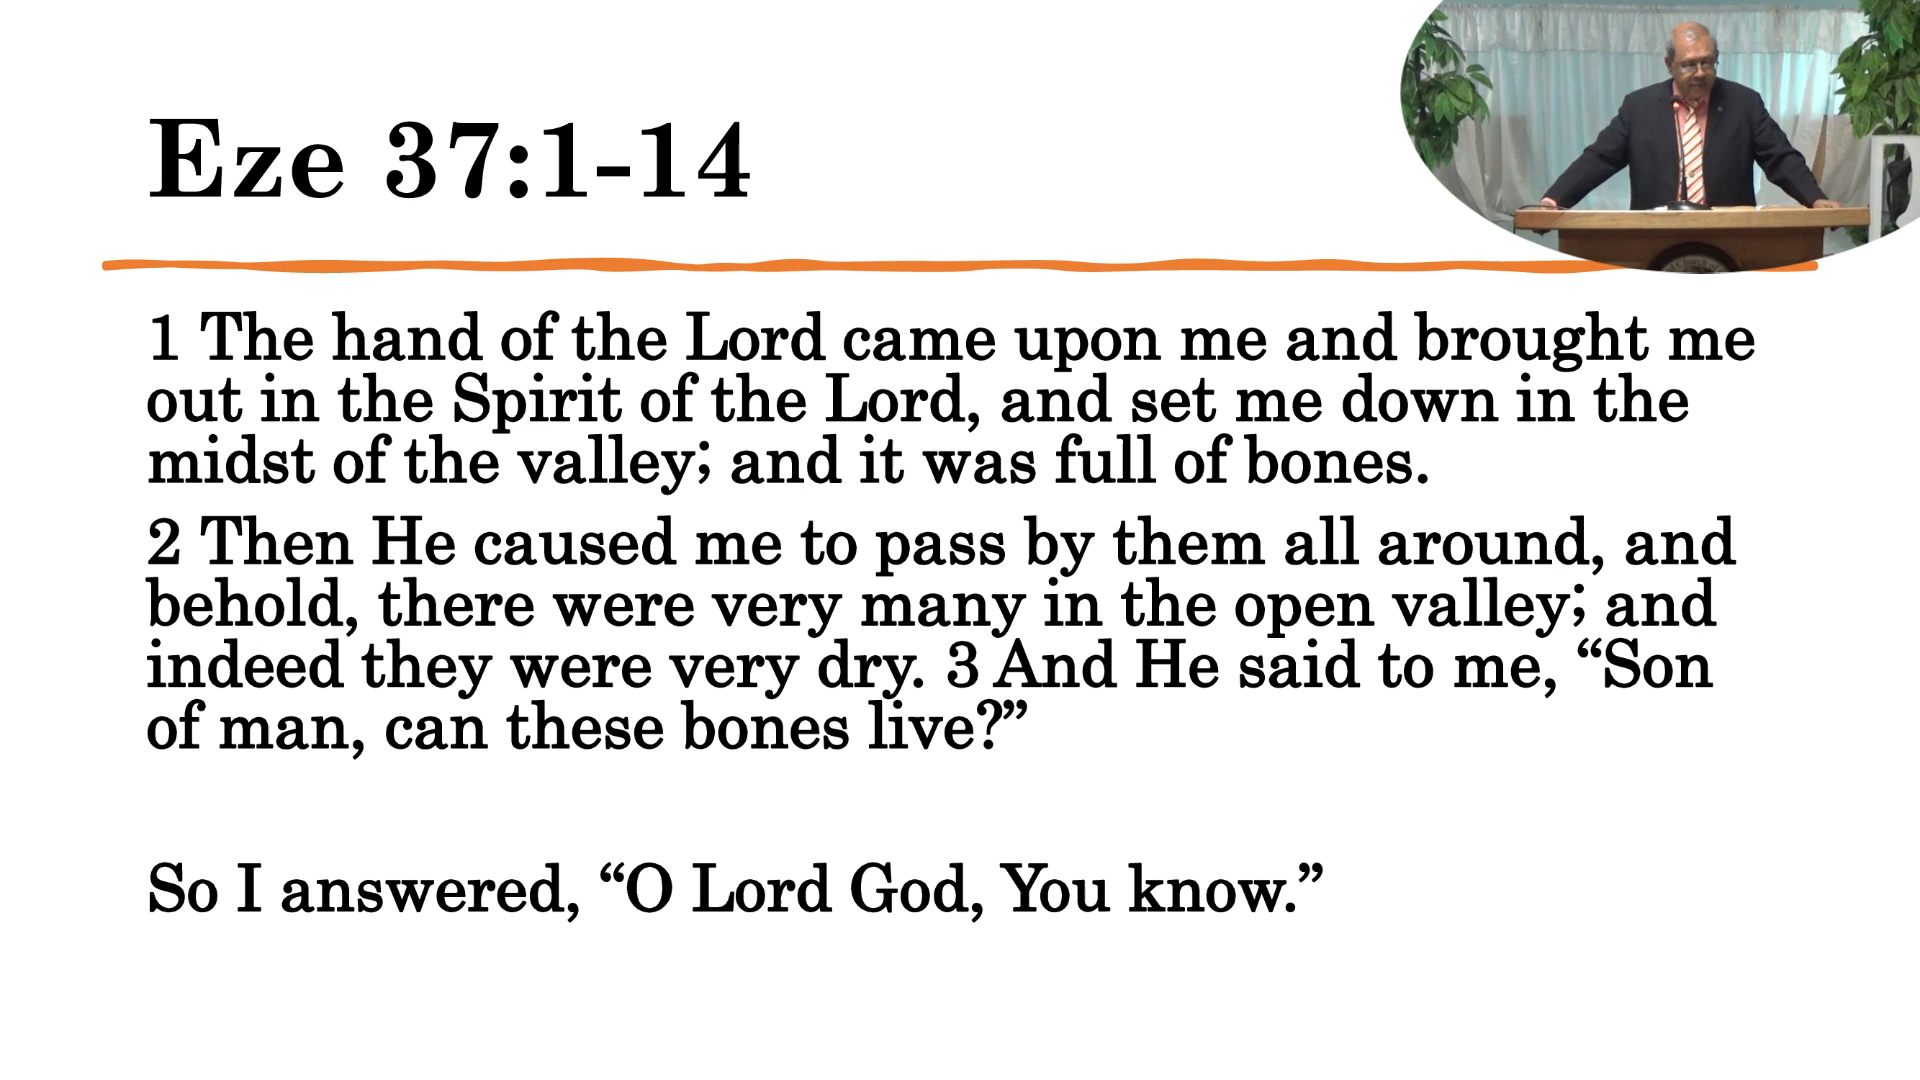 Eze 37:1-14
1 The hand of the Lord came upon me and brought me
out in the Spirit of the Lord, and set me down in the
midst of the valley; and it was full of bones.
2 Then He caused me to pass by them all around, and
behold, there were very many in the open valley; and
indeed they were very dry. 3 And He said to me, “Son
of man, can these bones live?”
So I answered, “O Lord God, You know.”
Church of